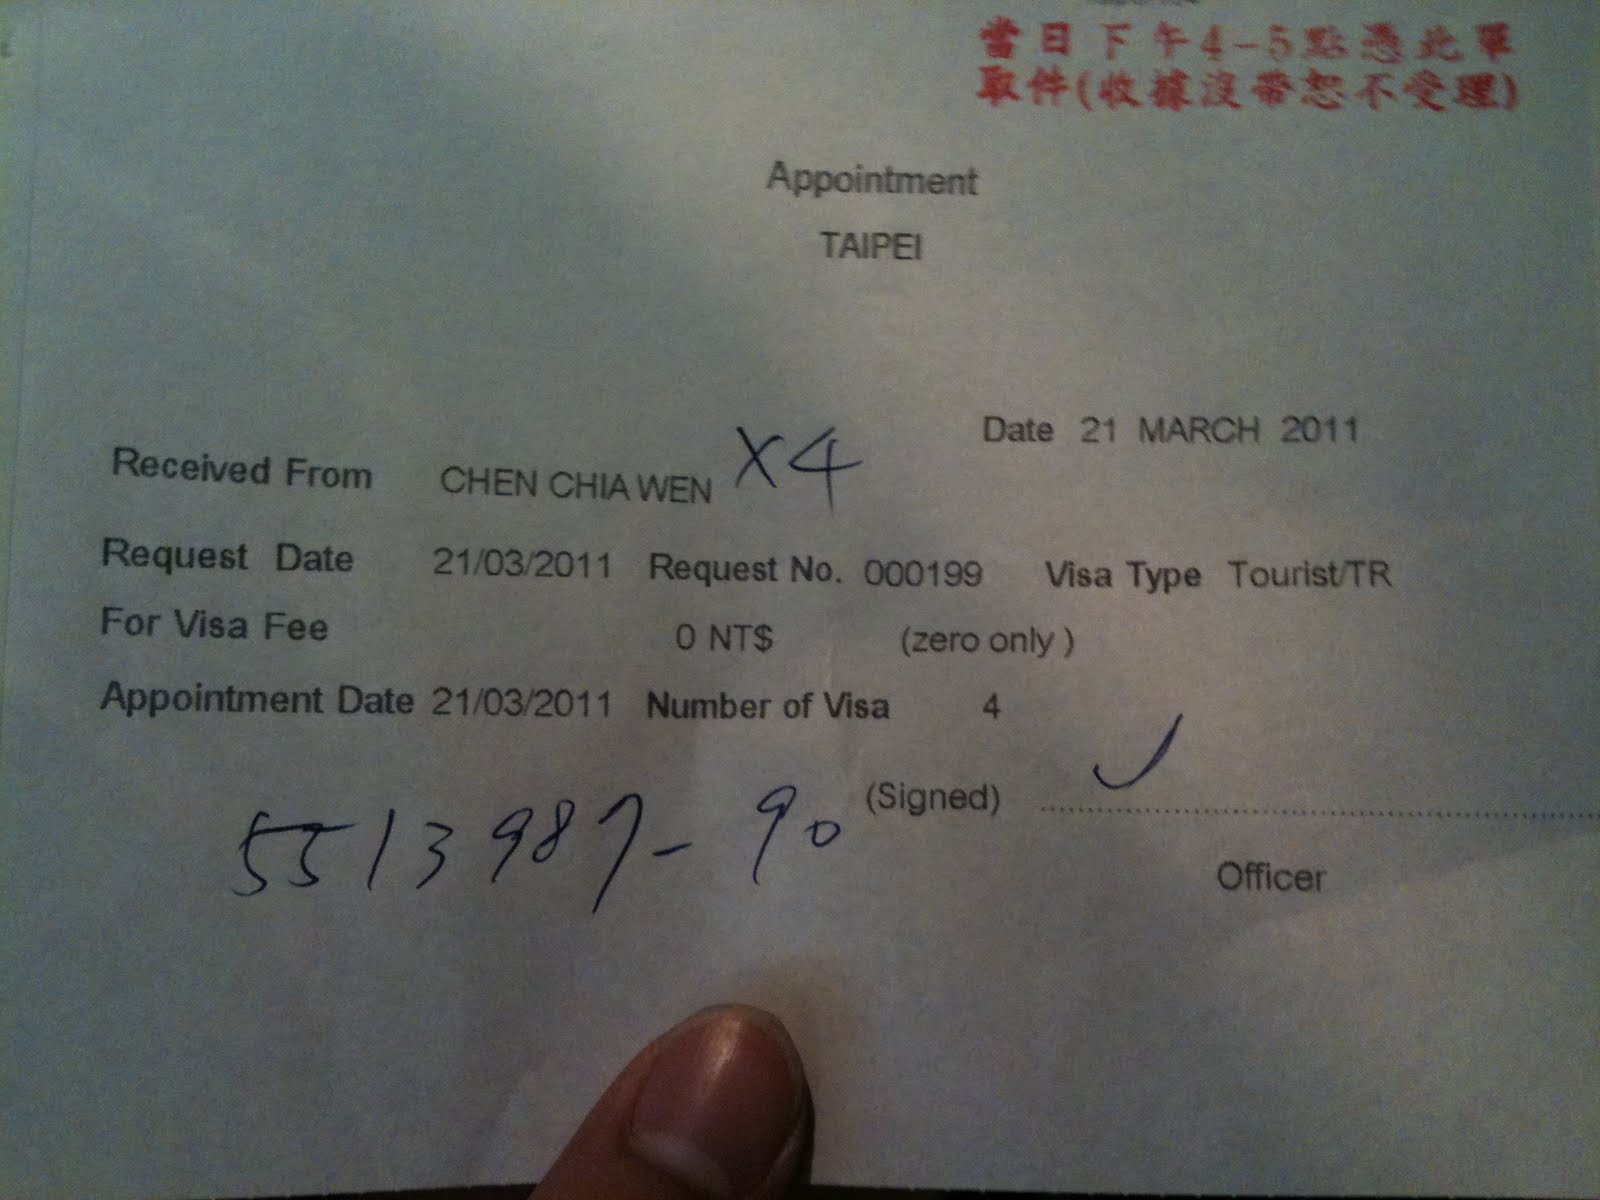 當日下午4-5點憑此單
取件(收據沒帶恕不受理)
Appointment
TAIPEI
Date 21 MARCH 2011
Received From CHEN CHIA WEN X4
Request Date 21/03/2011 Request No. 000199 Visa Type Tourist/TR
For Visa Fee 0 NT$ (zero only )
Appointment Date 21/03/2011 Number of Visa 4
(Signed)
5513987-90
Officer